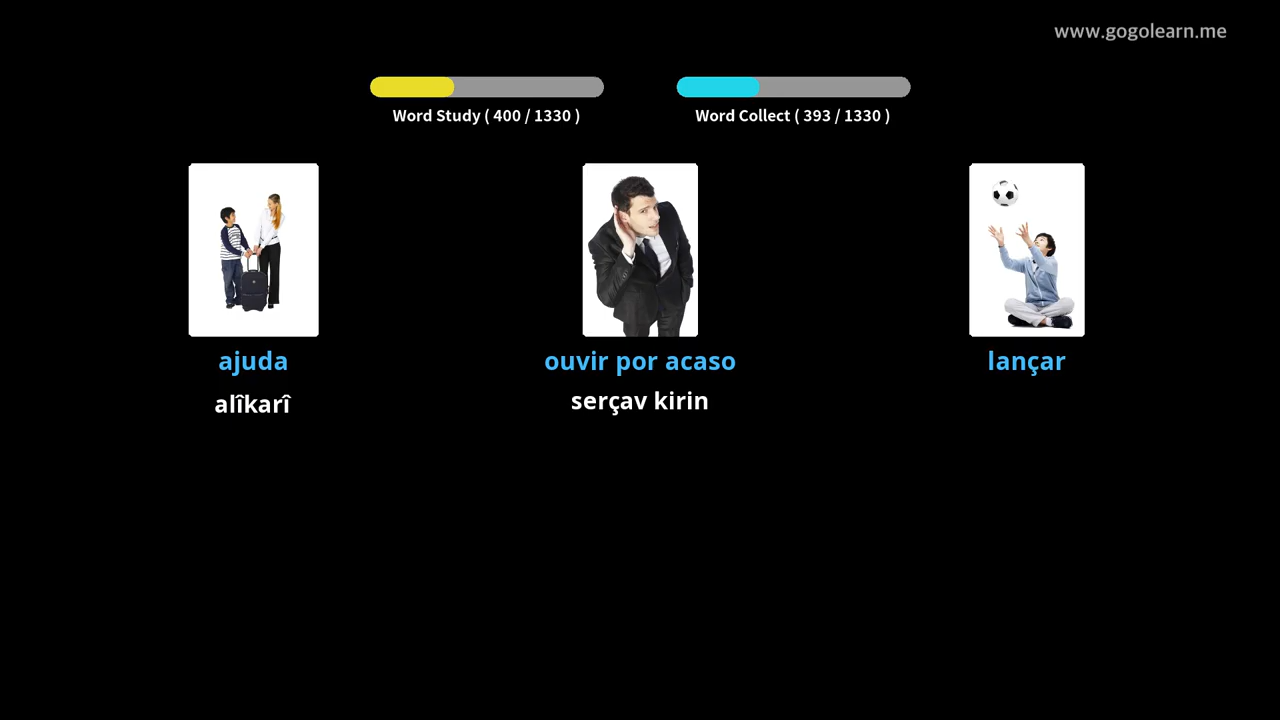 www.gogolearn.me
Word Study ( 400 / 1330 )
Word Collect ( 393 / 1330 )
ajuda
ouvir por acaso
lançar
alîkarî
serçav kirin